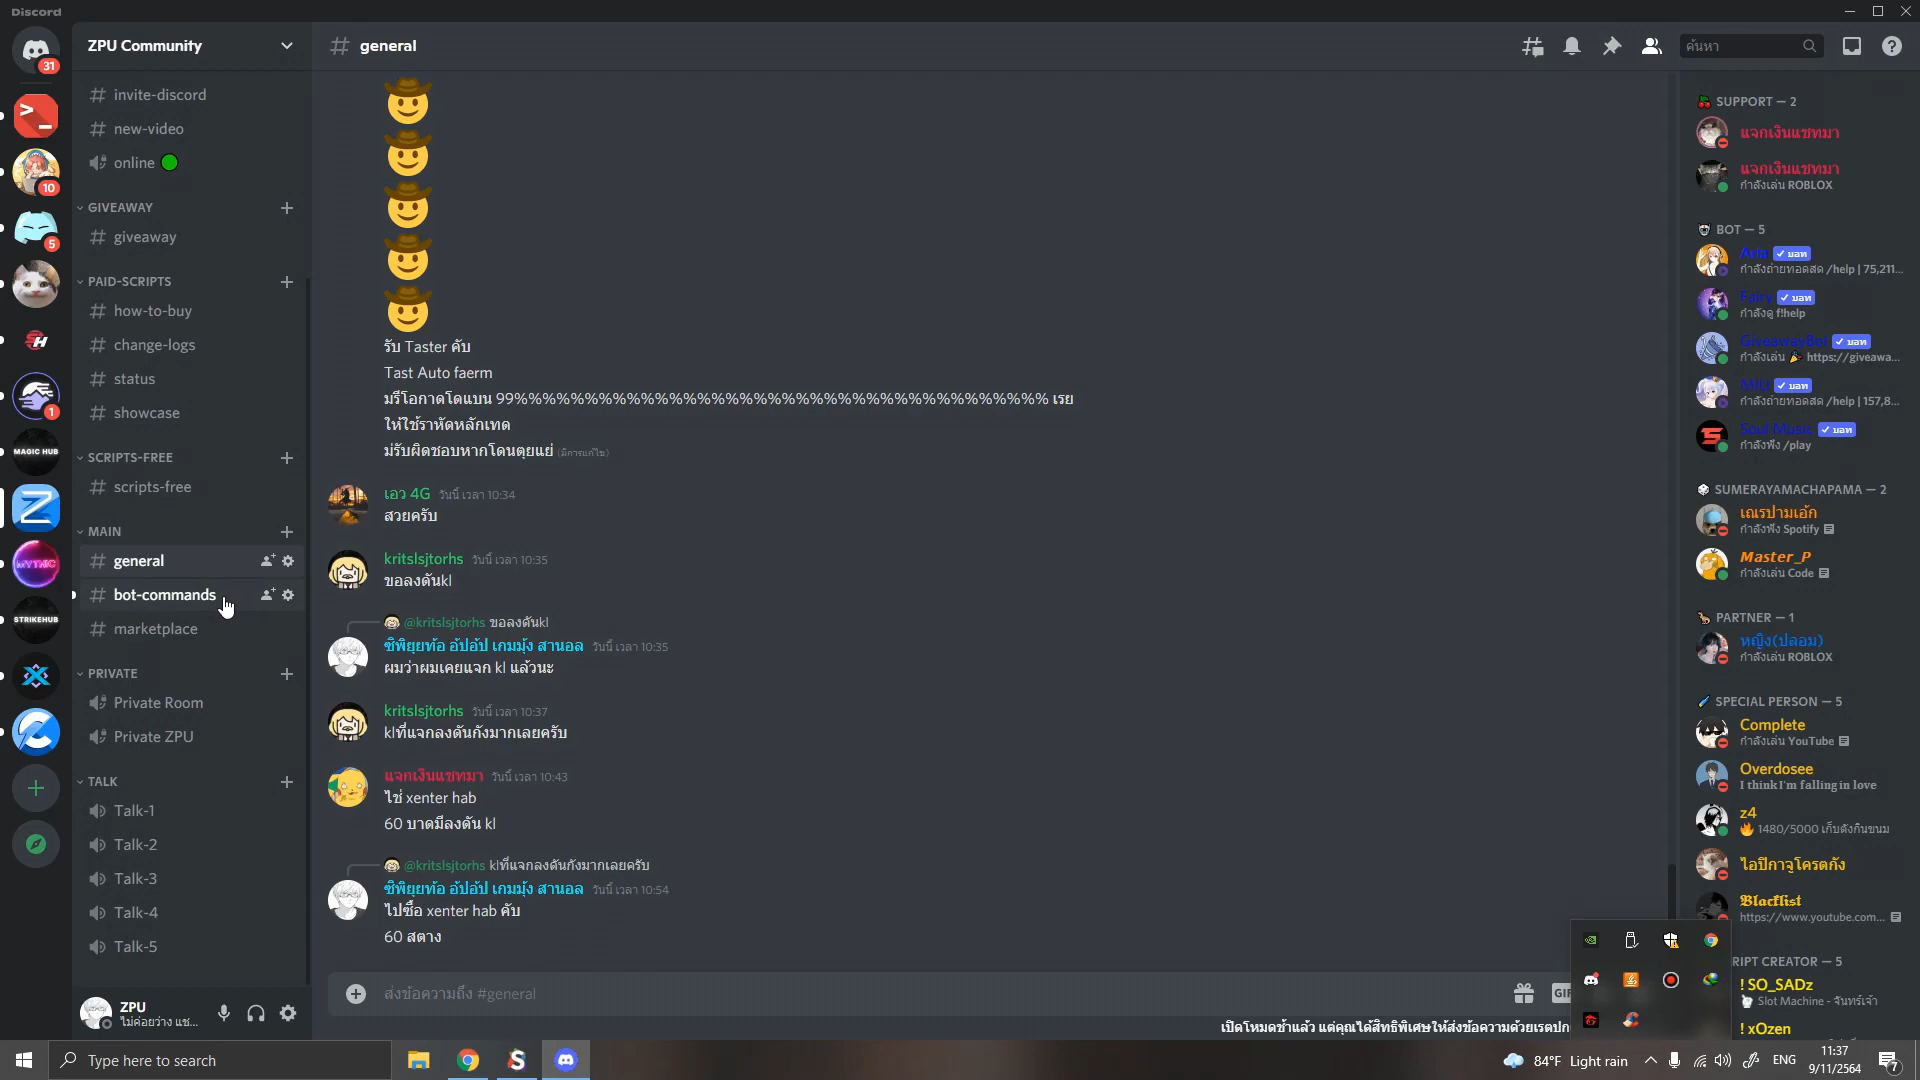 Discord
ZPU Community
general
ค้นหา
31
10
5
1
MAGIC HUB
MYTHIC
STRIKEHUB
invite-discord
new-video
online
GIVEAWAY
giveaway
PAID-SCRIPTS
how-to-buy
change-logs
status
showcase
SCRIPTS-FREE
scripts-free
MAIN
general
bot-commands
marketplace
PRIVATE
Private Room
Private ZPU
TALK
Talk-1
Talk-2
Talk-3
Talk-4
Talk-5
ZPU
ไม่ค่อยว่าง แช...
รับ Taster คับ
Tast Auto faerm
มรีโอกาดโดแบน 99%%%%%%%%%%%%%%%%%%%%%%%%%%%%%%%%%%%%%% เรย
ให้ใช้ราหัดหลักเทด
ม่รับผิดชอบหากโดนตุยแย่ (มีการแก้ไข)
เอว 4G วันนี้ เวลา 10:34
สวยครับ
kritslsjtorhs วันนี้ เวลา 10:35
ขอลงดันkl
@kritslsjtorhs ขอลงดันkl
ซิพิยุยท้อ อ้ปอ้ป เกมมุ้ง สานอล วันนี้ เวลา 10:35
ผมว่าผมเคยแจก kl แล้วนะ
kritslsjtorhs วันนี้ เวลา 10:37
klที่แจกลงดันกังมากเลยครับ
แจกเงินแชทมา วันนี้ เวลา 10:43
ไช่ xenter hab
60 บาดมีลงดัน kl
@kritslsjtorhs klที่แจกลงดันกังมากเลยครับ
ซิพิยุยท้อ อ้ปอ้ป เกมมุ้ง สานอล วันนี้ เวลา 10:54
ไปซื้อ xenter hab คับ
60 สตาง
ส่งข้อความถึง #general
GIF
เปิดโหมดช้าแล้ว แต่คุณได้สิทธิพิเศษให้ส่งข้อความด้วยเรตปก
SUPPORT — 2
แจกเงินแชทมา
แจกเงินแชทมา
กำลังเล่น ROBLOX
BOT — 5
Aria ✓ บอท
กำลังถ่ายทอดสด /help | 75,211...
Fairy ✓ บอท
กำลังดู f!help
GiveawayBot ✓ บอท
กำลังเล่น 🎉 https://giveawa...
MIU ✓ บอท
กำลังถ่ายทอดสด /help | 157,8...
Soul Music ✓ บอท
กำลังฟัง /play
SUMERAYAMACHAPAMA — 2
เณรปามเอ้ก
กำลังฟัง Spotify
Master_P
กำลังเล่น Code
PARTNER — 1
หญิง(ปลอม)
กำลังเล่น ROBLOX
SPECIAL PERSON — 5
Complete
กำลังเล่น YouTube
Overdosee
I think I'm falling in love
z4
🔥 1480/5000 เก็บตังกินขนม
ไอปิกาจูโครตกัง
Blacklist
https://www.youtube.com...
RIPT CREATOR — 5
! SO_SADz
Slot Machine - จันทร์เจ้า
! xOzen
Type here to search
84°F Light rain
ENG
11:37
9/11/2564
7